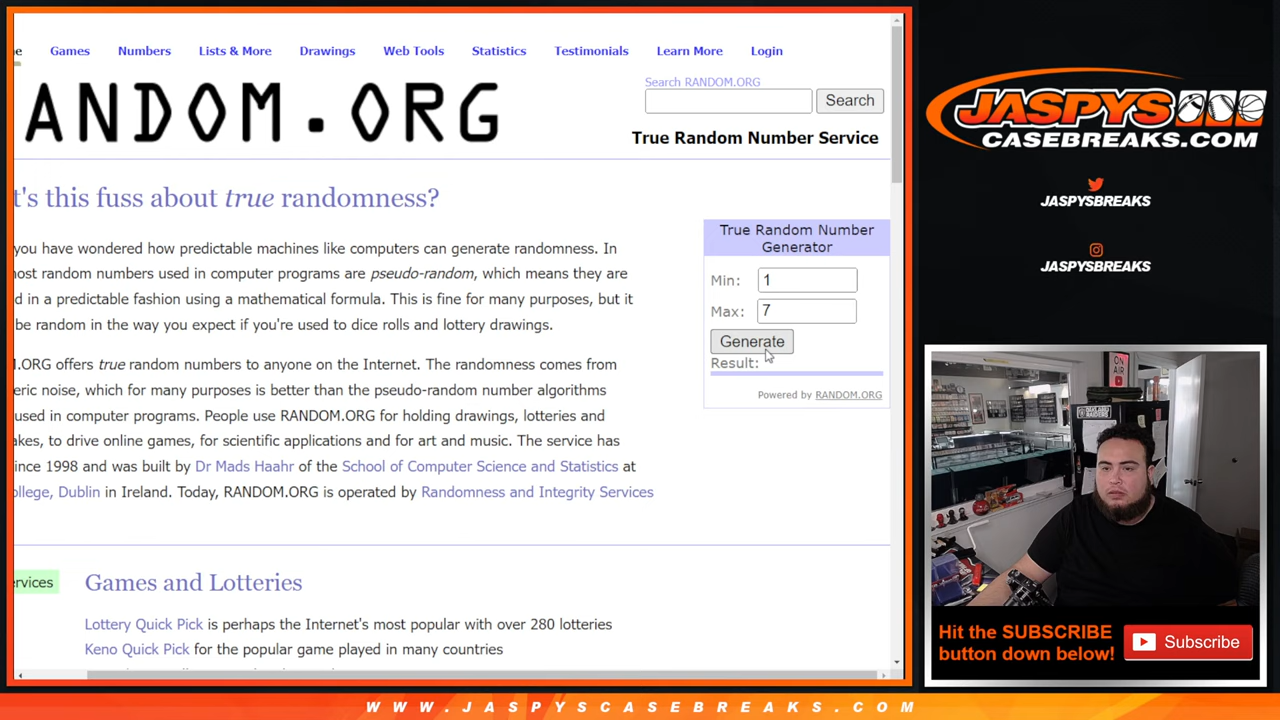 Games Numbers Lists & More Drawings Web Tools Statistics Testimonials Learn More Login
ANDOM.ORG
Search RANDOM.ORG
Search
True Random Number Service
t's this fuss about true randomness?
you have wondered how predictable machines like computers can generate randomness. In
ost random numbers used in computer programs are pseudo-random, which means they are
d in a predictable fashion using a mathematical formula. This is fine for many purposes, but it
be random in the way you expect if you're used to dice rolls and lottery drawings.
.ORG offers true random numbers to anyone on the Internet. The randomness comes from
eric noise, which for many purposes is better than the pseudo-random number algorithms
used in computer programs. People use RANDOM.ORG for holding drawings, lotteries and
akes, to drive online games, for scientific applications and for art and music. The service has
ince 1998 and was built by Dr Mads Haahr of the School of Computer Science and Statistics at
ollege, Dublin in Ireland. Today, RANDOM.ORG is operated by Randomness and Integrity Services
True Random Number
Generator
Min: 1
Max: 7
Generate
Result:
Powered by RANDOM.ORG
ervices
Games and Lotteries
Lottery Quick Pick is perhaps the Internet's most popular with over 280 lotteries
Keno Quick Pick for the popular game played in many countries
JASPYS
CASEBREAKS.COM
JASPYSBREAKS
JASPYSBREAKS
ON
AIR
Hit the SUBSCRIBE
button down below!
Subscribe
WWW.JASPYSCASEBREAKS.COM